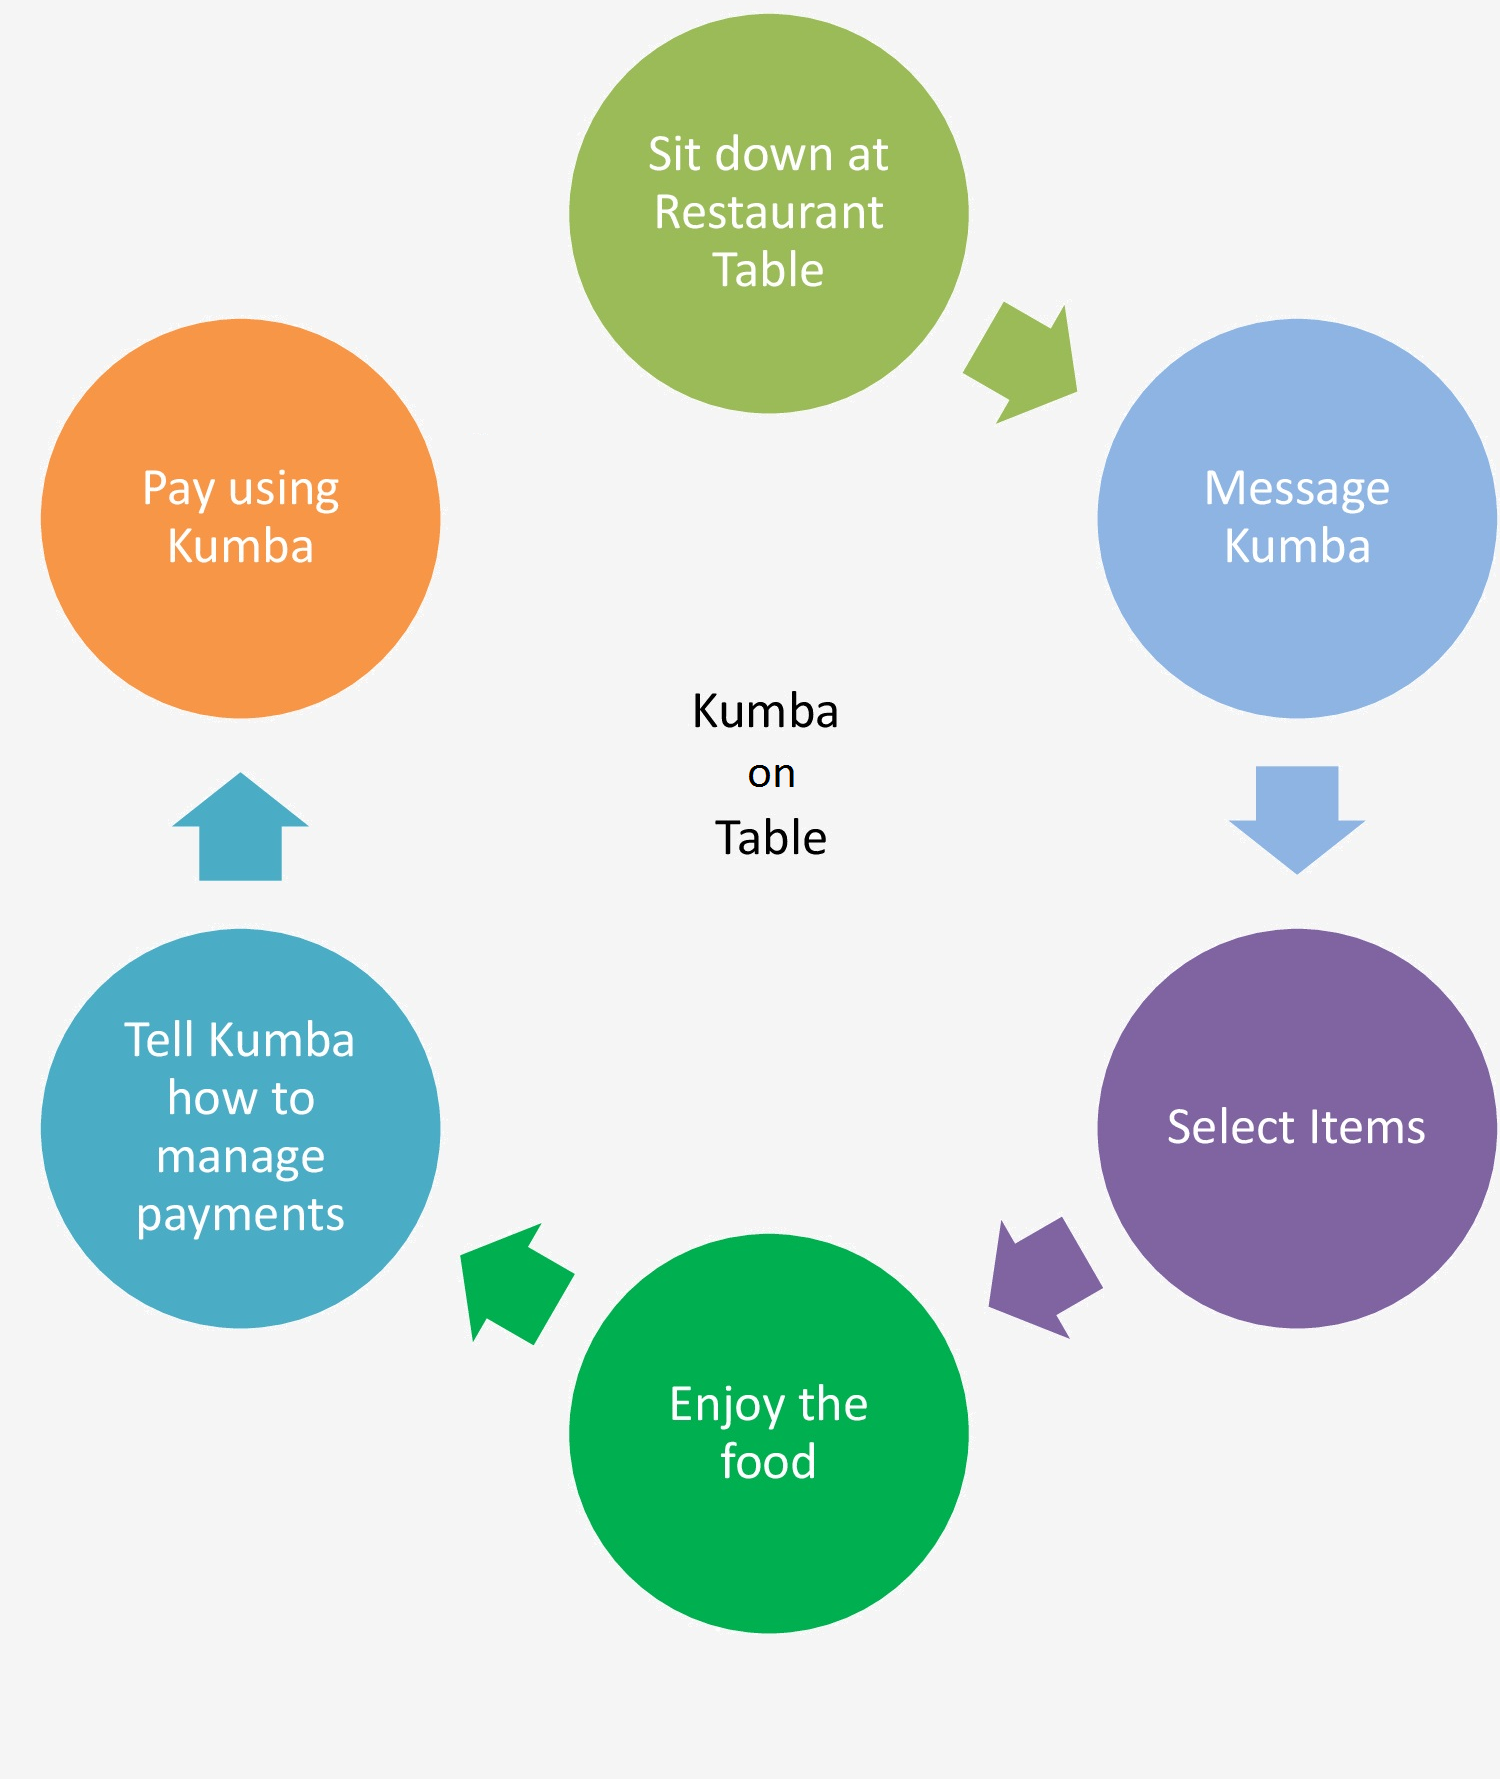 Sit down at
Restaurant
Table
Message
Kumba
Select Items
Enjoy the
food
Tell Kumba
how to
manage
payments
Pay using
Kumba
Kumba
on
Table